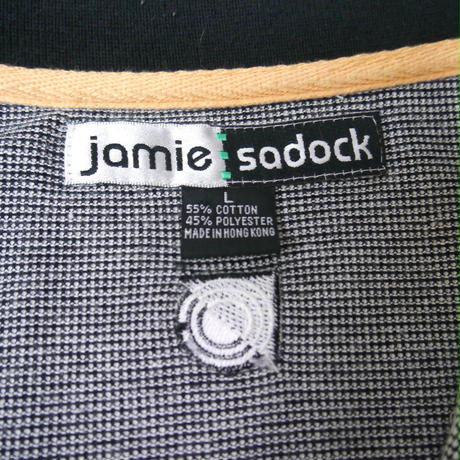 jamie sadock
L
55% COTTON
45% POLYESTER
MADE IN HONG KONG